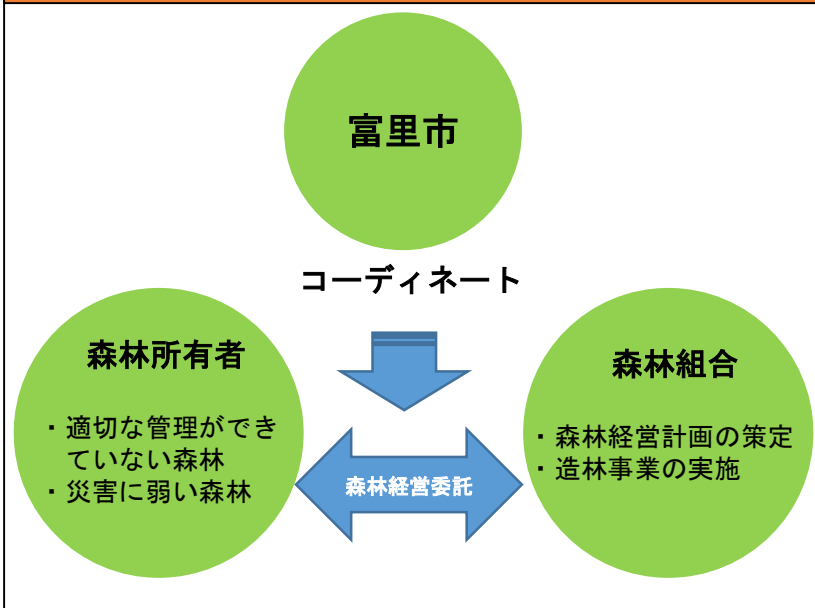 富里市
コーディネート
森林所有者
・適切な管理ができ
ていない森林
・災害に弱い森林
森林経営委託
森林組合
・森林経営計画の策定
・造林事業の実施